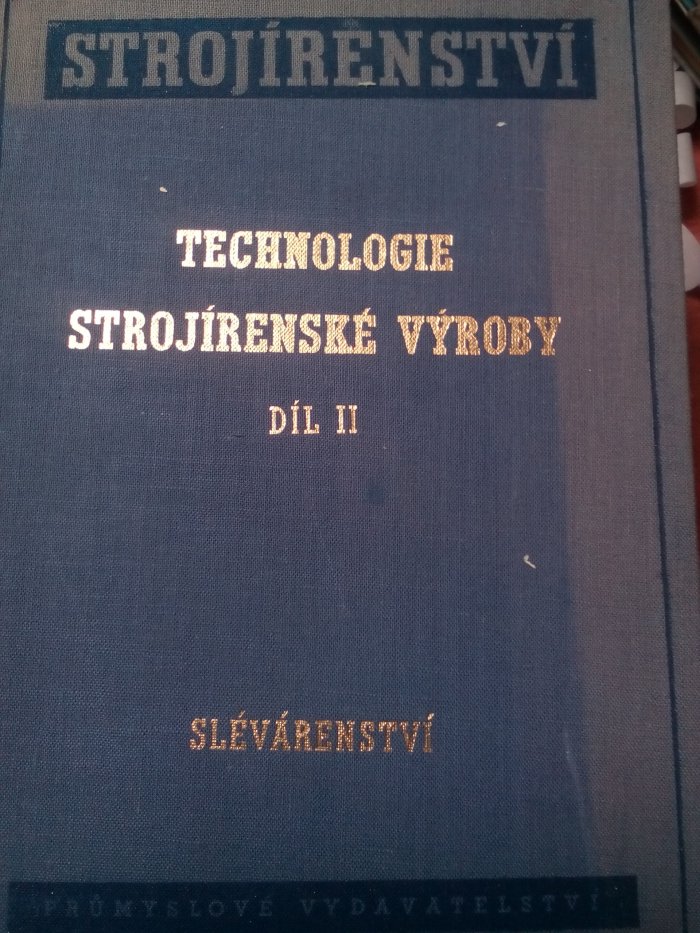 STROJÍRENSTVÍ
TECHNOLOGIE
STROJÍRENSKÉ VÝROBY
DÍL II
SLÉVÁRENSTVÍ
PRŮMYSLOVÉ VYDAVATELSTVÍ